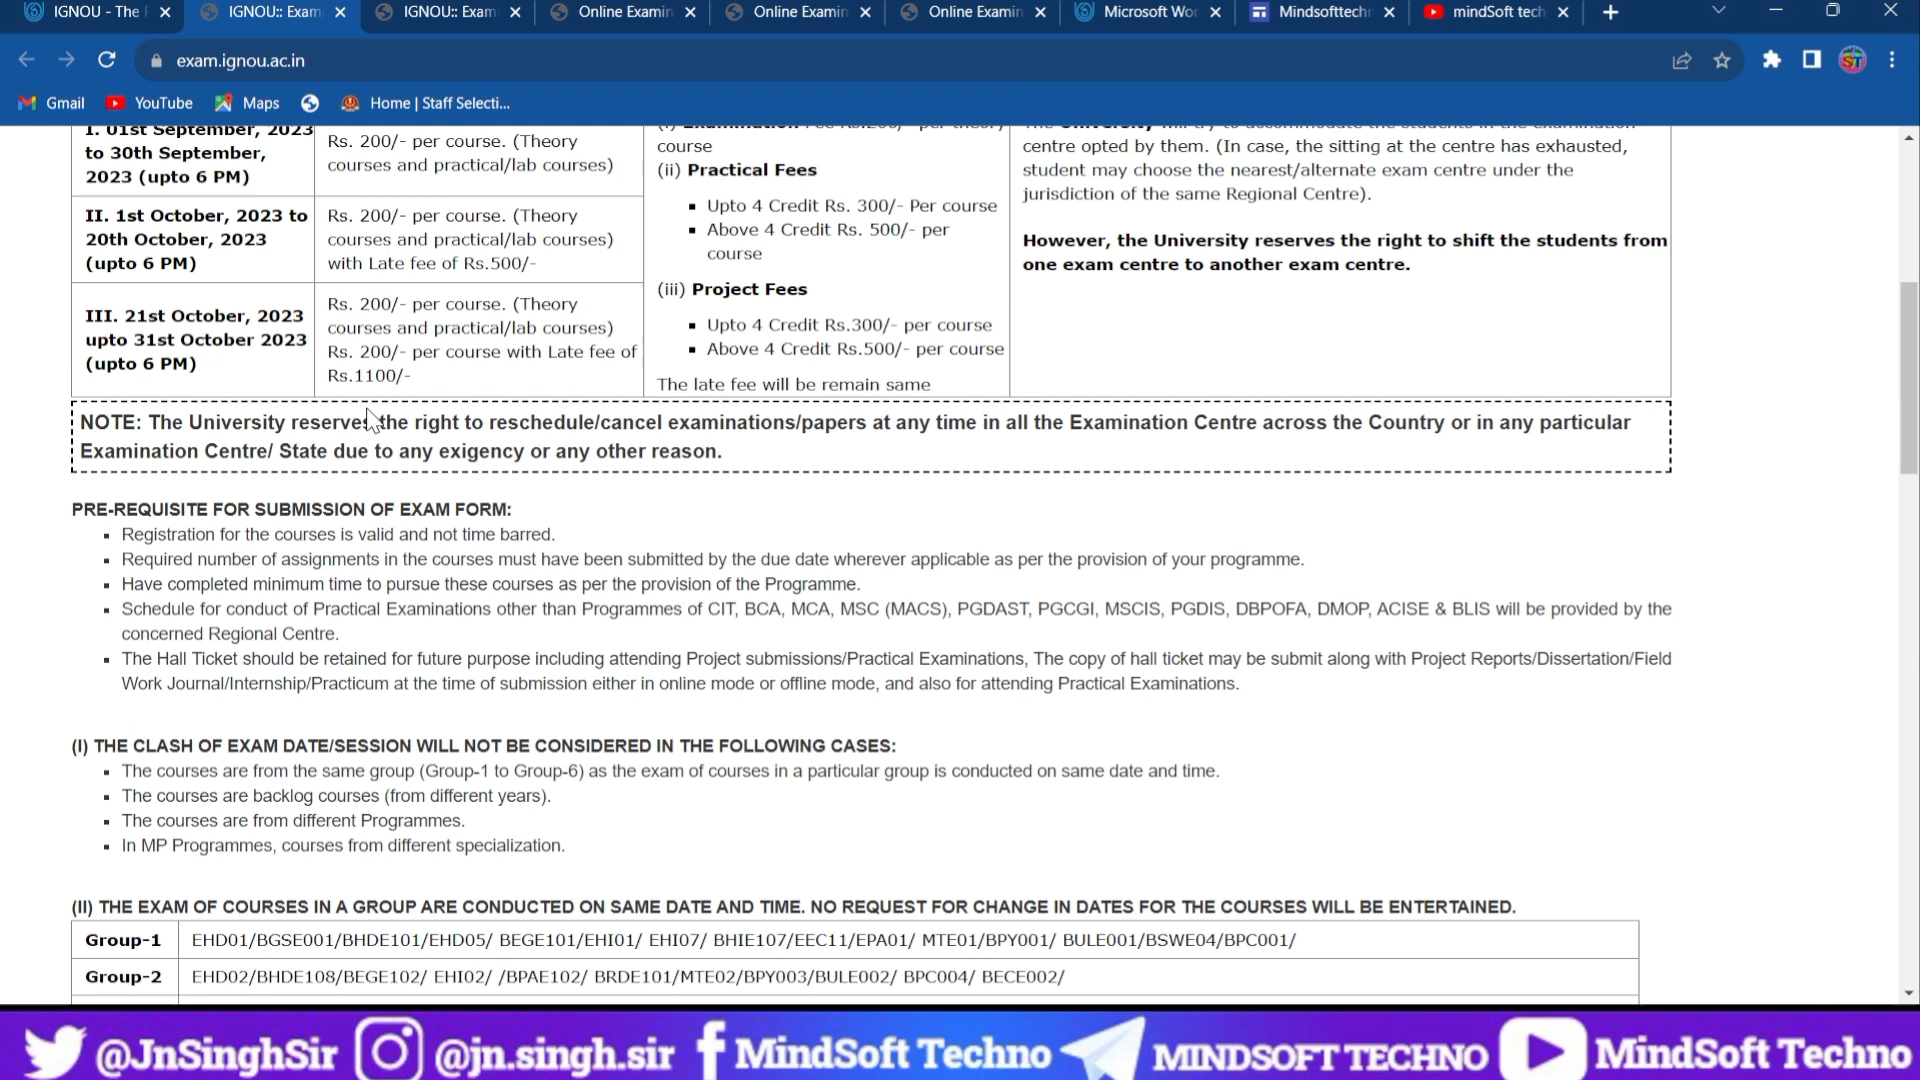 IGNOU - The
IGNOU:: Exam
IGNOU:: Exam
Online Examin
Online Examin
Online Examin
Microsoft Wor
Mindsofttechn
mindSoft tech
exam.ignou.ac.in
Gmail
YouTube
Maps
Home | Staff Selecti...
I. 01st September, 2023
to 30th September,
2023 (upto 6 PM)
Rs. 200/- per course. (Theory
courses and practical/lab courses)
II. 1st October, 2023 to
20th October, 2023
(upto 6 PM)
Rs. 200/- per course. (Theory
courses and practical/lab courses)
with Late fee of Rs.500/-
III. 21st October, 2023
upto 31st October 2023
(upto 6 PM)
Rs. 200/- per course. (Theory
courses and practical/lab courses)
Rs. 200/- per course with Late fee of
Rs.1100/-
(i) Examination Fee Rs.200/- per theory
course
(ii) Practical Fees
▪ Upto 4 Credit Rs. 300/- Per course
▪ Above 4 Credit Rs. 500/- per
course
(iii) Project Fees
▪ Upto 4 Credit Rs.300/- per course
▪ Above 4 Credit Rs.500/- per course
The late fee will be remain same
The University will try to accommodate the students in the examination
centre opted by them. (In case, the sitting at the centre has exhausted,
student may choose the nearest/alternate exam centre under the
jurisdiction of the same Regional Centre).
However, the University reserves the right to shift the students from
one exam centre to another exam centre.
NOTE: The University reserves the right to reschedule/cancel examinations/papers at any time in all the Examination Centre across the Country or in any particular
Examination Centre/ State due to any exigency or any other reason.
PRE-REQUISITE FOR SUBMISSION OF EXAM FORM:
▪ Registration for the courses is valid and not time barred.
▪ Required number of assignments in the courses must have been submitted by the due date wherever applicable as per the provision of your programme.
▪ Have completed minimum time to pursue these courses as per the provision of the Programme.
▪ Schedule for conduct of Practical Examinations other than Programmes of CIT, BCA, MCA, MSC (MACS), PGDAST, PGCGI, MSCIS, PGDIS, DBPOFA, DMOP, ACISE & BLIS will be provided by the
concerned Regional Centre.
▪ The Hall Ticket should be retained for future purpose including attending Project submissions/Practical Examinations, The copy of hall ticket may be submit along with Project Reports/Dissertation/Field
Work Journal/Internship/Practicum at the time of submission either in online mode or offline mode, and also for attending Practical Examinations.
(I) THE CLASH OF EXAM DATE/SESSION WILL NOT BE CONSIDERED IN THE FOLLOWING CASES:
▪ The courses are from the same group (Group-1 to Group-6) as the exam of courses in a particular group is conducted on same date and time.
▪ The courses are backlog courses (from different years).
▪ The courses are from different Programmes.
▪ In MP Programmes, courses from different specialization.
(II) THE EXAM OF COURSES IN A GROUP ARE CONDUCTED ON SAME DATE AND TIME. NO REQUEST FOR CHANGE IN DATES FOR THE COURSES WILL BE ENTERTAINED.
Group-1 EHD01/BGSE001/BHDE101/EHD05/ BEGE101/EHI01/ EHI07/ BHIE107/EEC11/EPA01/ MTE01/BPY001/ BULE001/BSWE04/BPC001/
Group-2 EHD02/BHDE108/BEGE102/ EHI02/ /BPAE102/ BRDE101/MTE02/BPY003/BULE002/ BPC004/ BECE002/
@JnSinghSir @jn.singh.sir MindSoft Techno MINDSOFT TECHNO MindSoft Techno